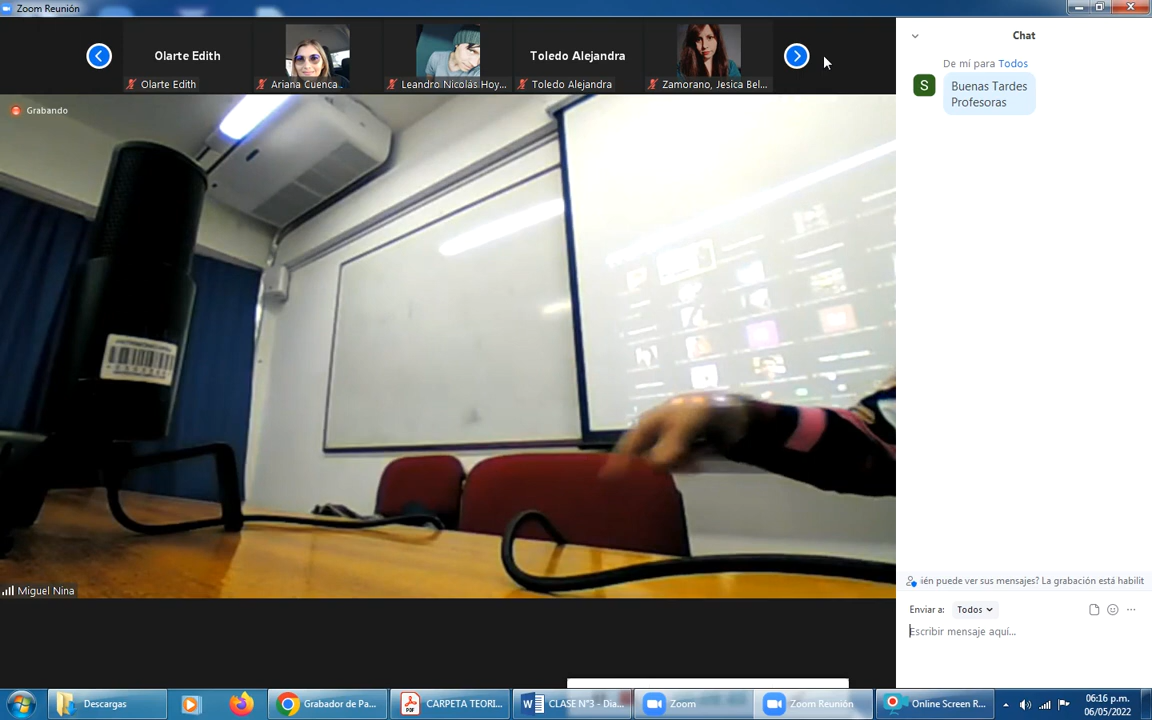 Zoom Reunión
Olarte Edith
Toledo Alejandra
Olarte Edith
Ariana Cuenca...
Leandro Nicolas Hoy...
Toledo Alejandra
Zamorano, Jesica Bel...
Grabando
Miguel Nina
Chat
De mí para Todos
S
Buenas Tardes
Profesoras
ién puede ver sus mensajes? La grabación está habilit
Enviar a: Todos
Escribir mensaje aquí...
Descargas
Grabador de Pa...
CARPETA TEORI...
CLASE N°3 - Dia...
Zoom
Zoom Reunión
Online Screen R...
06:16 p.m.
06/05/2022